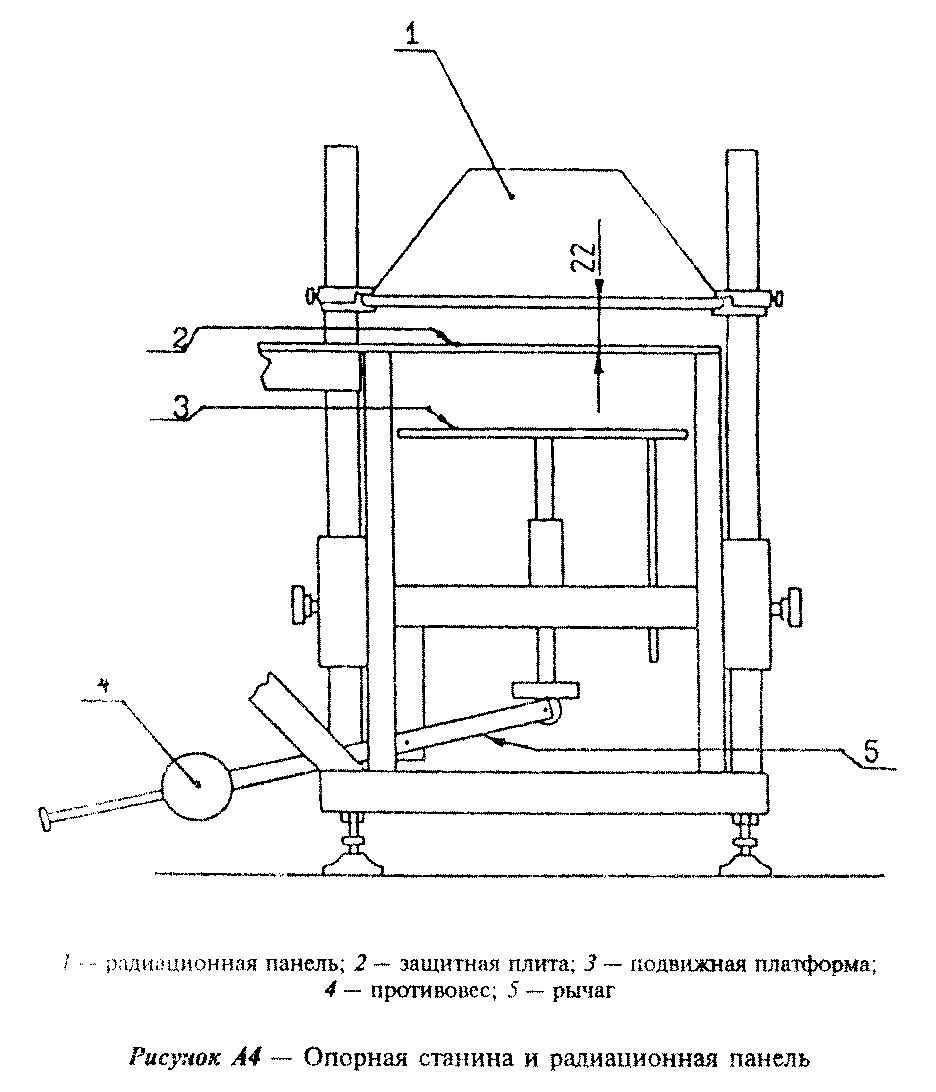 1
22
2
3
4
5
1 — радиационная панель; 2 — защитная плита; 3 — подвижная платформа;
4 — противовес; 5 — рычаг
Рисунок А4 — Опорная станина и радиационная панель